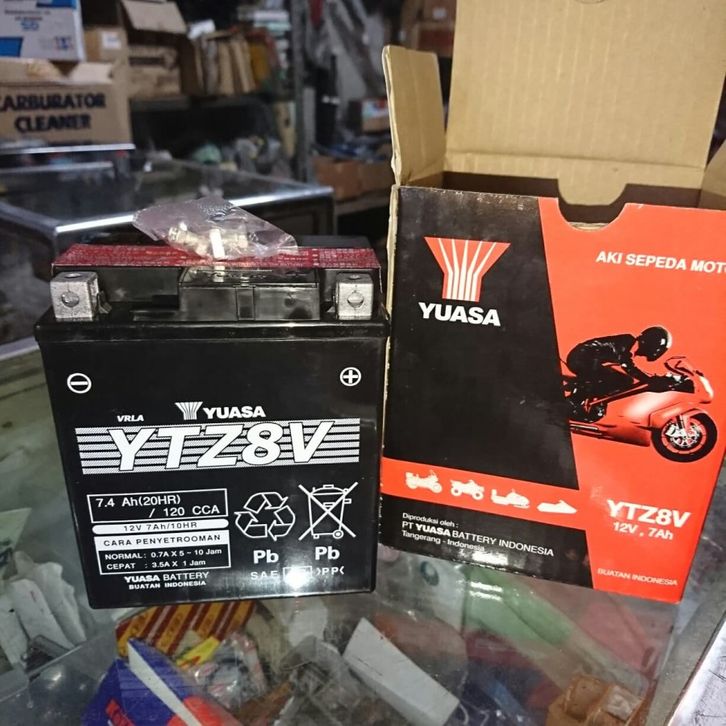 CARBURATOR
CLEANER
VRLA YUASA
YTZ8V
7.4 Ah(20HR)
/ 120 CCA
12V 7Ah/10HR
CARA PENYETROOMAN
NORMAL: 0.7A X 5~10 Jam
CEPAT : 3.5A X 1 Jam
YUASA BATTERY
BUATAN INDONESIA
Pb Pb
PP
YUASA
AKI SEPEDA MOTO
YTZ8V
12V , 7Ah
Diproduksi oleh :
PT YUASA BATTERY INDONESIA
Tangerang - Indonesia
BUATAN INDONESIA